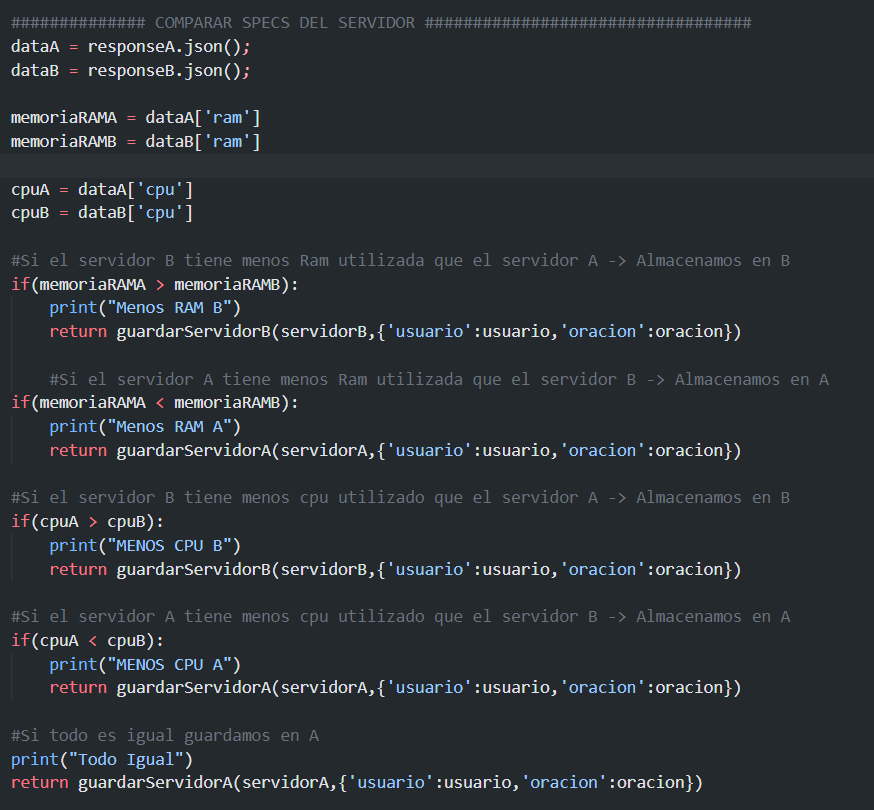 ############## COMPARAR SPECS DEL SERVIDOR ##################################
dataA = responseA.json();
dataB = responseB.json();
memoriaRAMA = dataA['ram']
memoriaRAMB = dataB['ram']
cpuA = dataA['cpu']
cpuB = dataB['cpu']
#Si el servidor B tiene menos Ram utilizada que el servidor A -> Almacenamos en B
if(memoriaRAMA > memoriaRAMB):
    print("Menos RAM B")
    return guardarServidorB(servidorB,{'usuario':usuario,'oracion':oracion})
    #Si el servidor A tiene menos Ram utilizada que el servidor B -> Almacenamos en A
if(memoriaRAMA < memoriaRAMB):
    print("Menos RAM A")
    return guardarServidorA(servidorA,{'usuario':usuario,'oracion':oracion})
#Si el servidor B tiene menos cpu utilizado que el servidor A -> Almacenamos en B
if(cpuA > cpuB):
    print("MENOS CPU B")
    return guardarServidorB(servidorB,{'usuario':usuario,'oracion':oracion})
#Si el servidor A tiene menos cpu utilizado que el servidor B -> Almacenamos en A
if(cpuA < cpuB):
    print("MENOS CPU A")
    return guardarServidorA(servidorA,{'usuario':usuario,'oracion':oracion})
#Si todo es igual guardamos en A
print("Todo Igual")
return guardarServidorA(servidorA,{'usuario':usuario,'oracion':oracion})